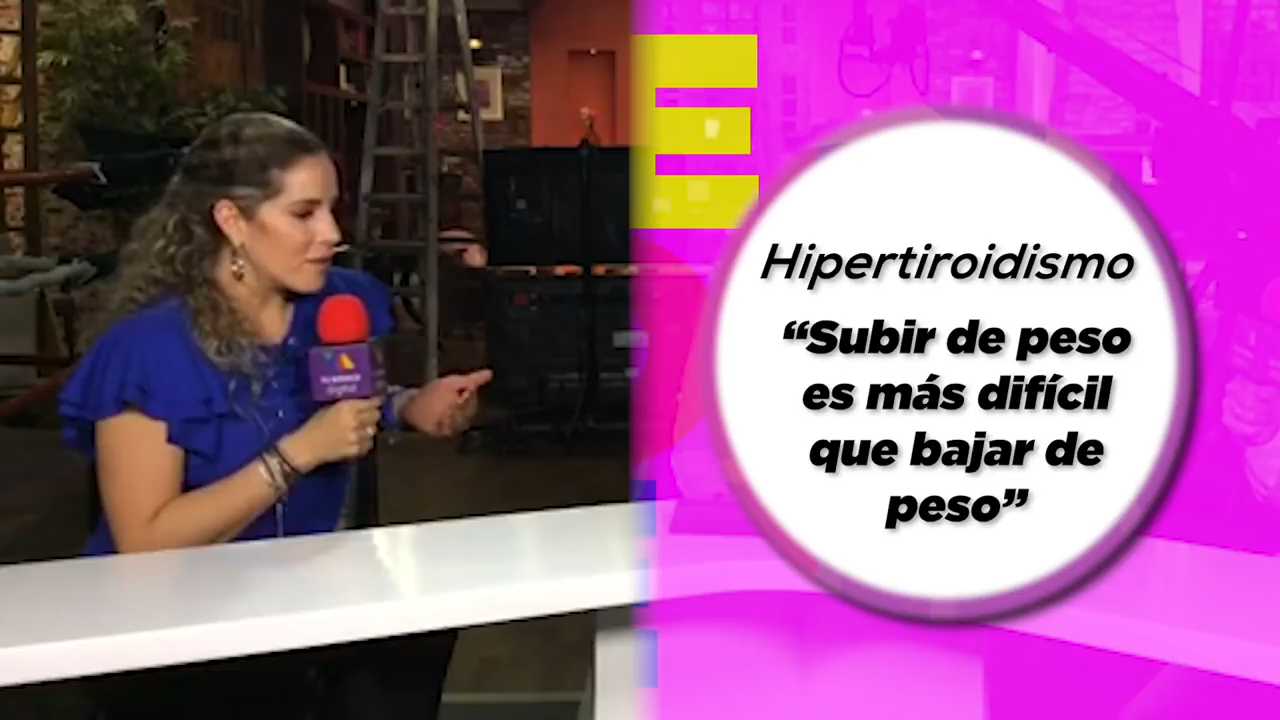 E
Hipertiroidismo
“Subir de peso
es más difícil
que bajar de
peso”